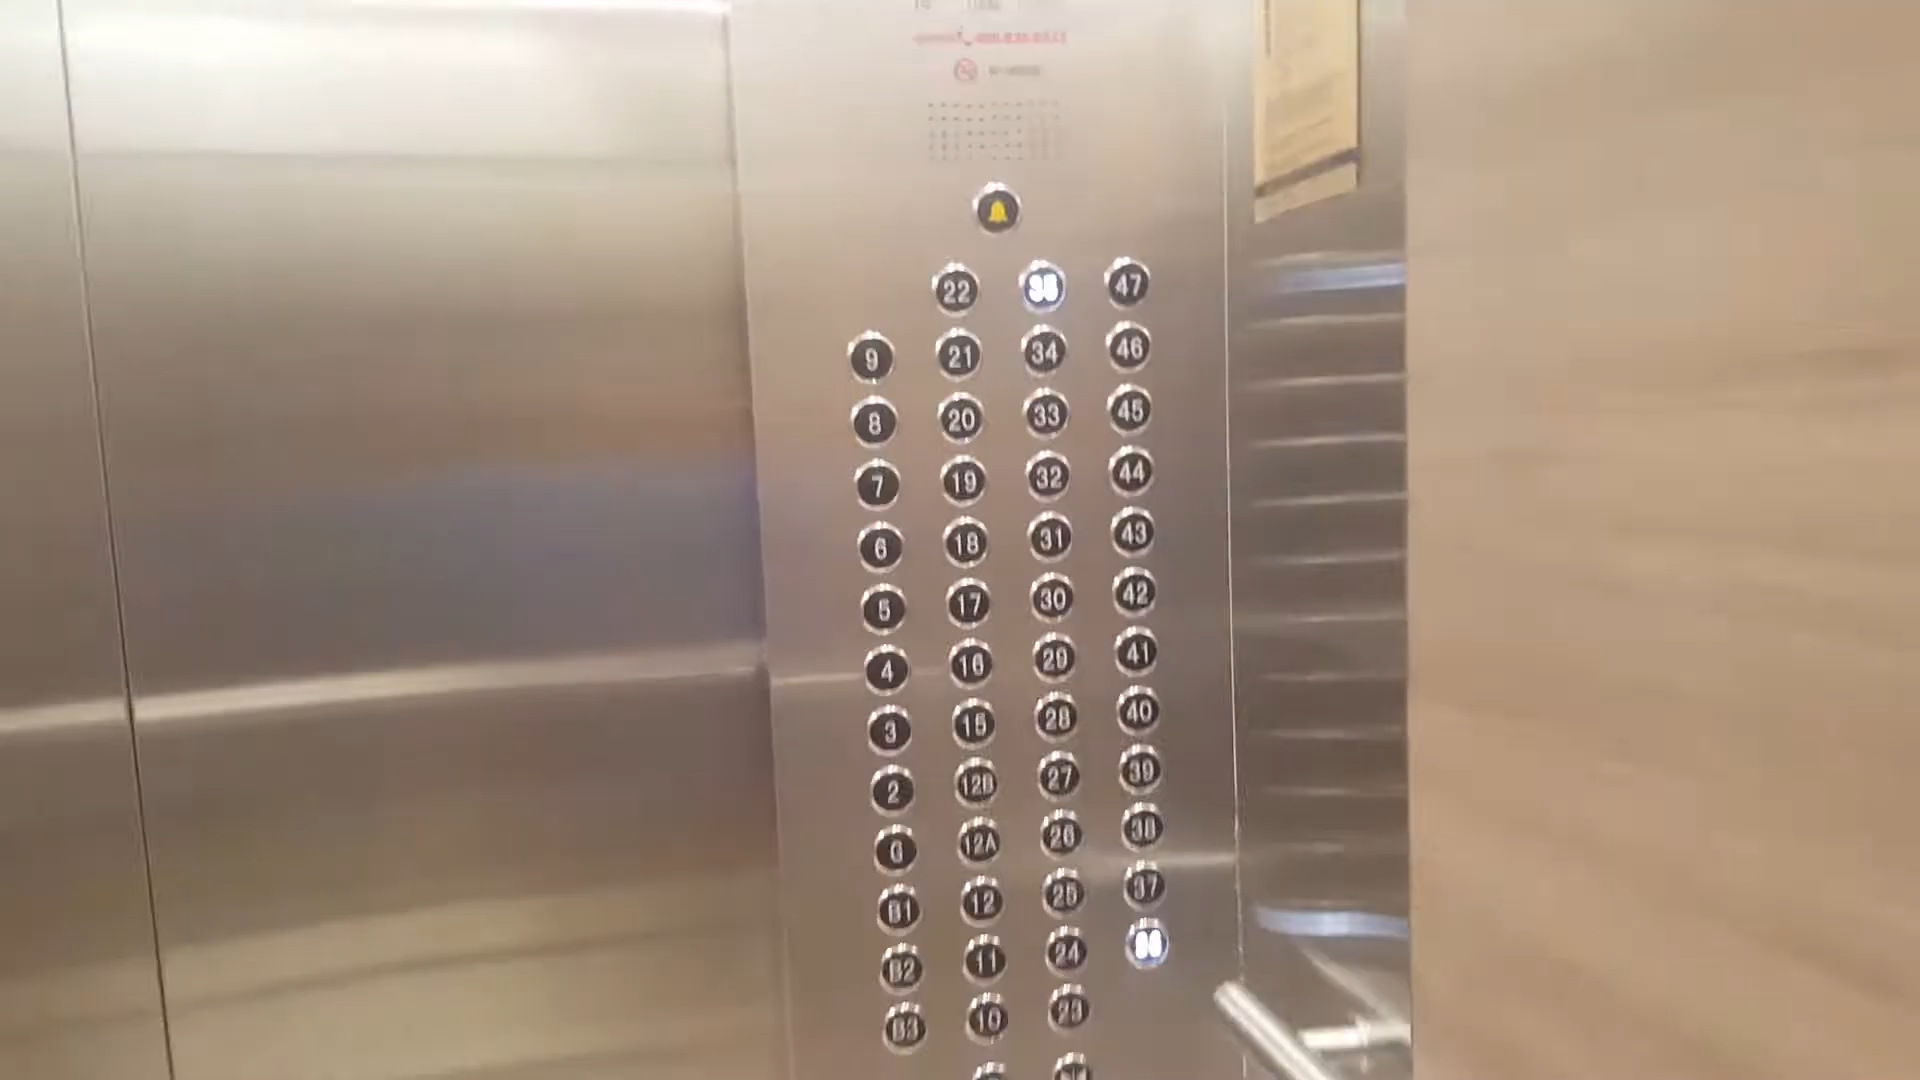 22 35 47
9 21 34 46
8 20 33 45
7 19 32 44
6 18 31 43
5 17 30 42
4 16 29 41
3 15 28 40
2 12B 27 39
G 12A 26 38
B1 12 25 37
B2 11 24 36
B3 10 23